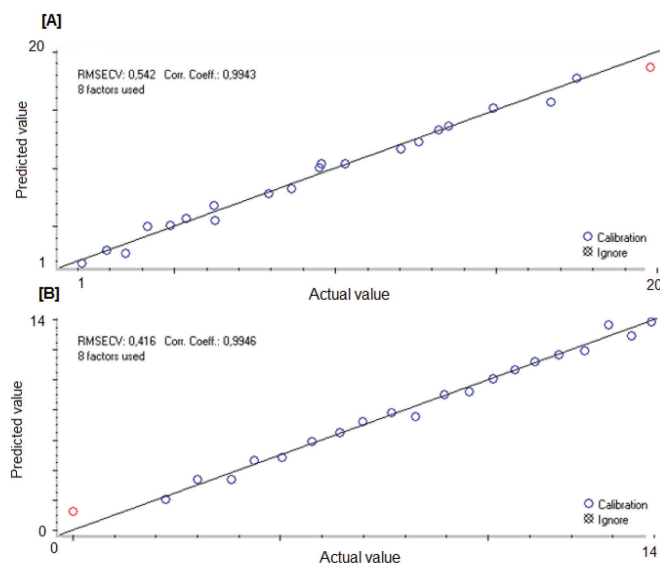 [A]
20
RMSECV: 0,542 Corr. Coeff.: 0,9943
8 factors used
Predicted value
Calibration
Ignore
1
1
20
Actual value
[B]
14
RMSECV: 0,416 Corr. Coeff.: 0,9946
8 factors used
Predicted value
Calibration
Ignore
0
0
14
Actual value